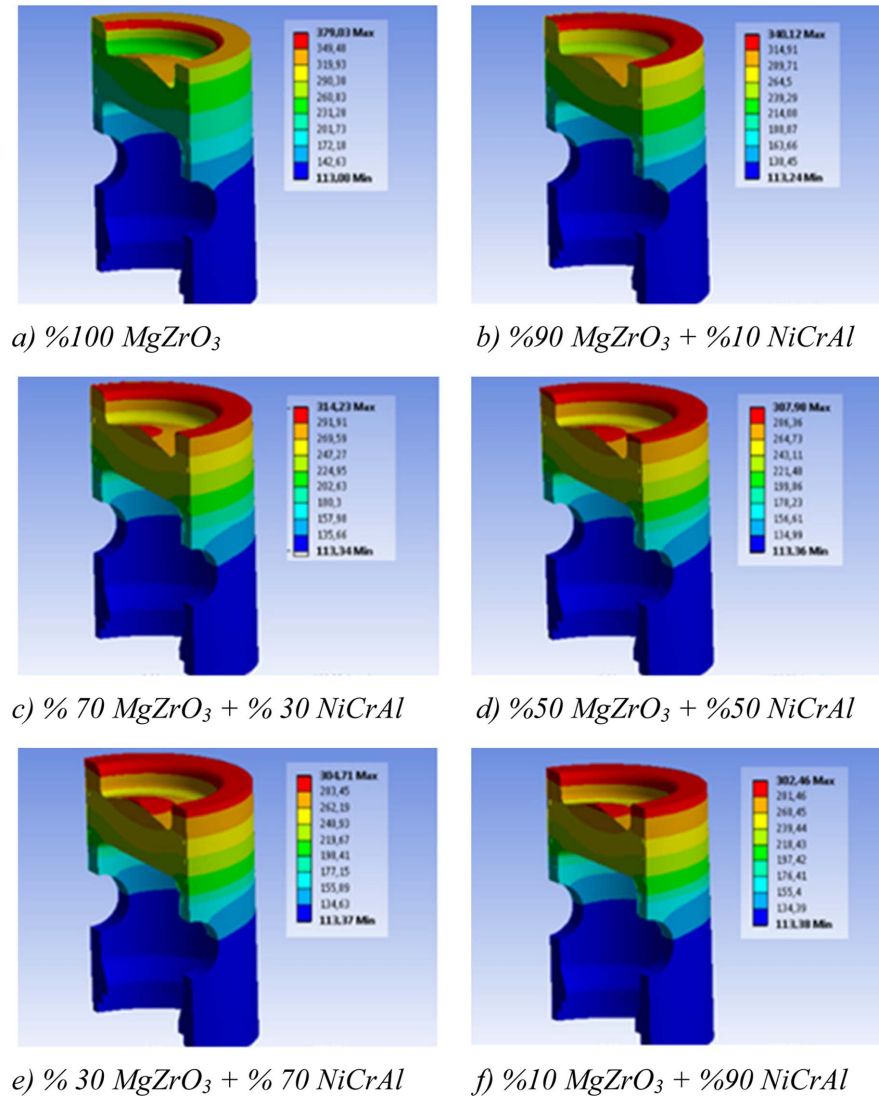 379,03 Max
349,48
319,93
290,38
260,83
231,28
201,73
172,18
142,63
113,08 Min
a) %100 MgZrO₃
340,12 Max
314,91
289,71
264,5
239,29
214,08
188,87
163,66
138,45
113,24 Min
b) %90 MgZrO₃ + %10 NiCrAl
314,23 Max
291,91
269,59
247,27
224,95
202,63
180,3
157,98
135,66
113,34 Min
c) % 70 MgZrO₃ + % 30 NiCrAl
307,98 Max
286,36
264,73
243,11
221,48
199,86
178,23
156,61
134,99
113,36 Min
d) %50 MgZrO₃ + %50 NiCrAl
304,71 Max
283,45
262,19
240,93
219,67
198,41
177,15
155,89
134,63
113,37 Min
e) % 30 MgZrO₃ + % 70 NiCrAl
302,46 Max
281,46
260,45
239,44
218,43
197,42
176,41
155,4
134,39
113,38 Min
f) %10 MgZrO₃ + %90 NiCrAl